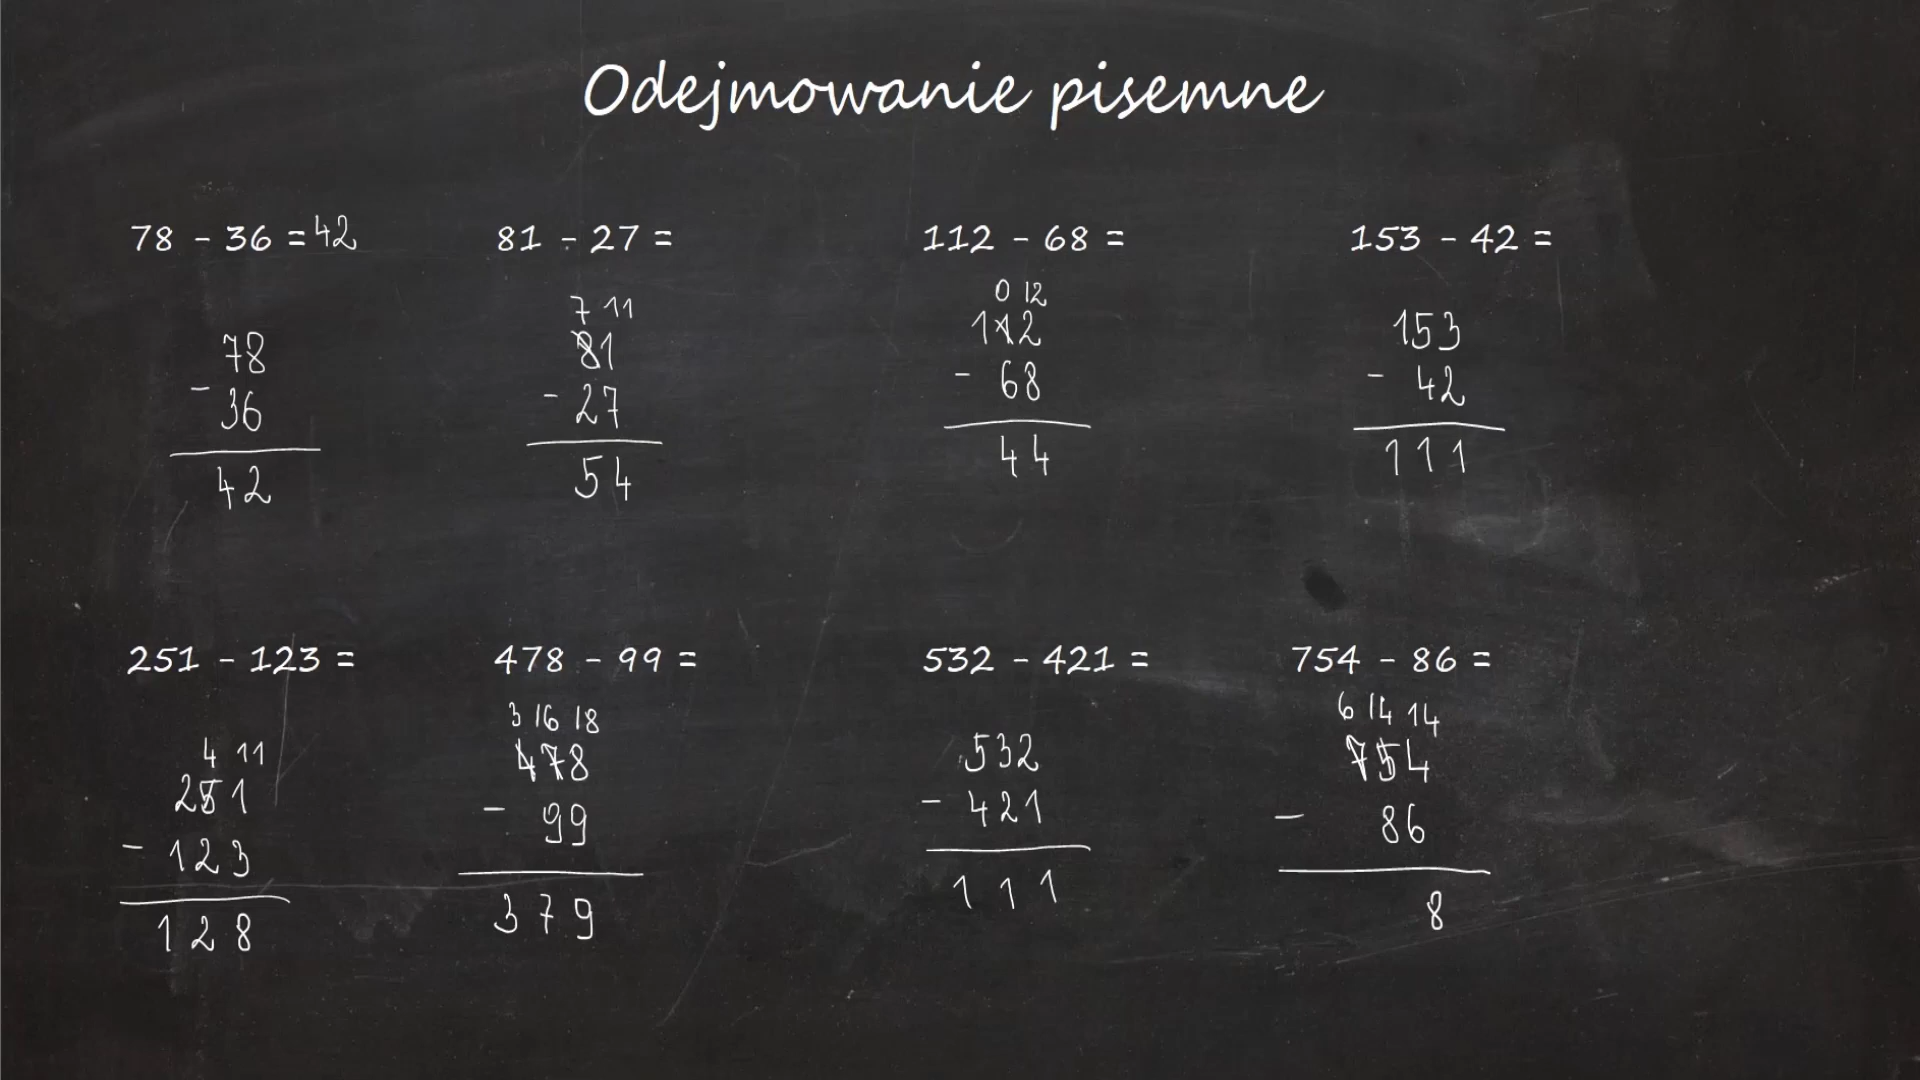 Odejmowanie pisemne
78 - 36 = 42
7 8
- 36
42
81 - 27 =
7 11
81
- 27
54
112 - 68 =
0 12
112
- 68
44
153 - 42 =
153
- 42
111
251 - 123 =
4 11
251
- 123
128
478 - 99 =
3 16 18
478
- 99
379
532 - 421 =
532
- 421
111
754 - 86 =
6 14 14
754
- 86
8